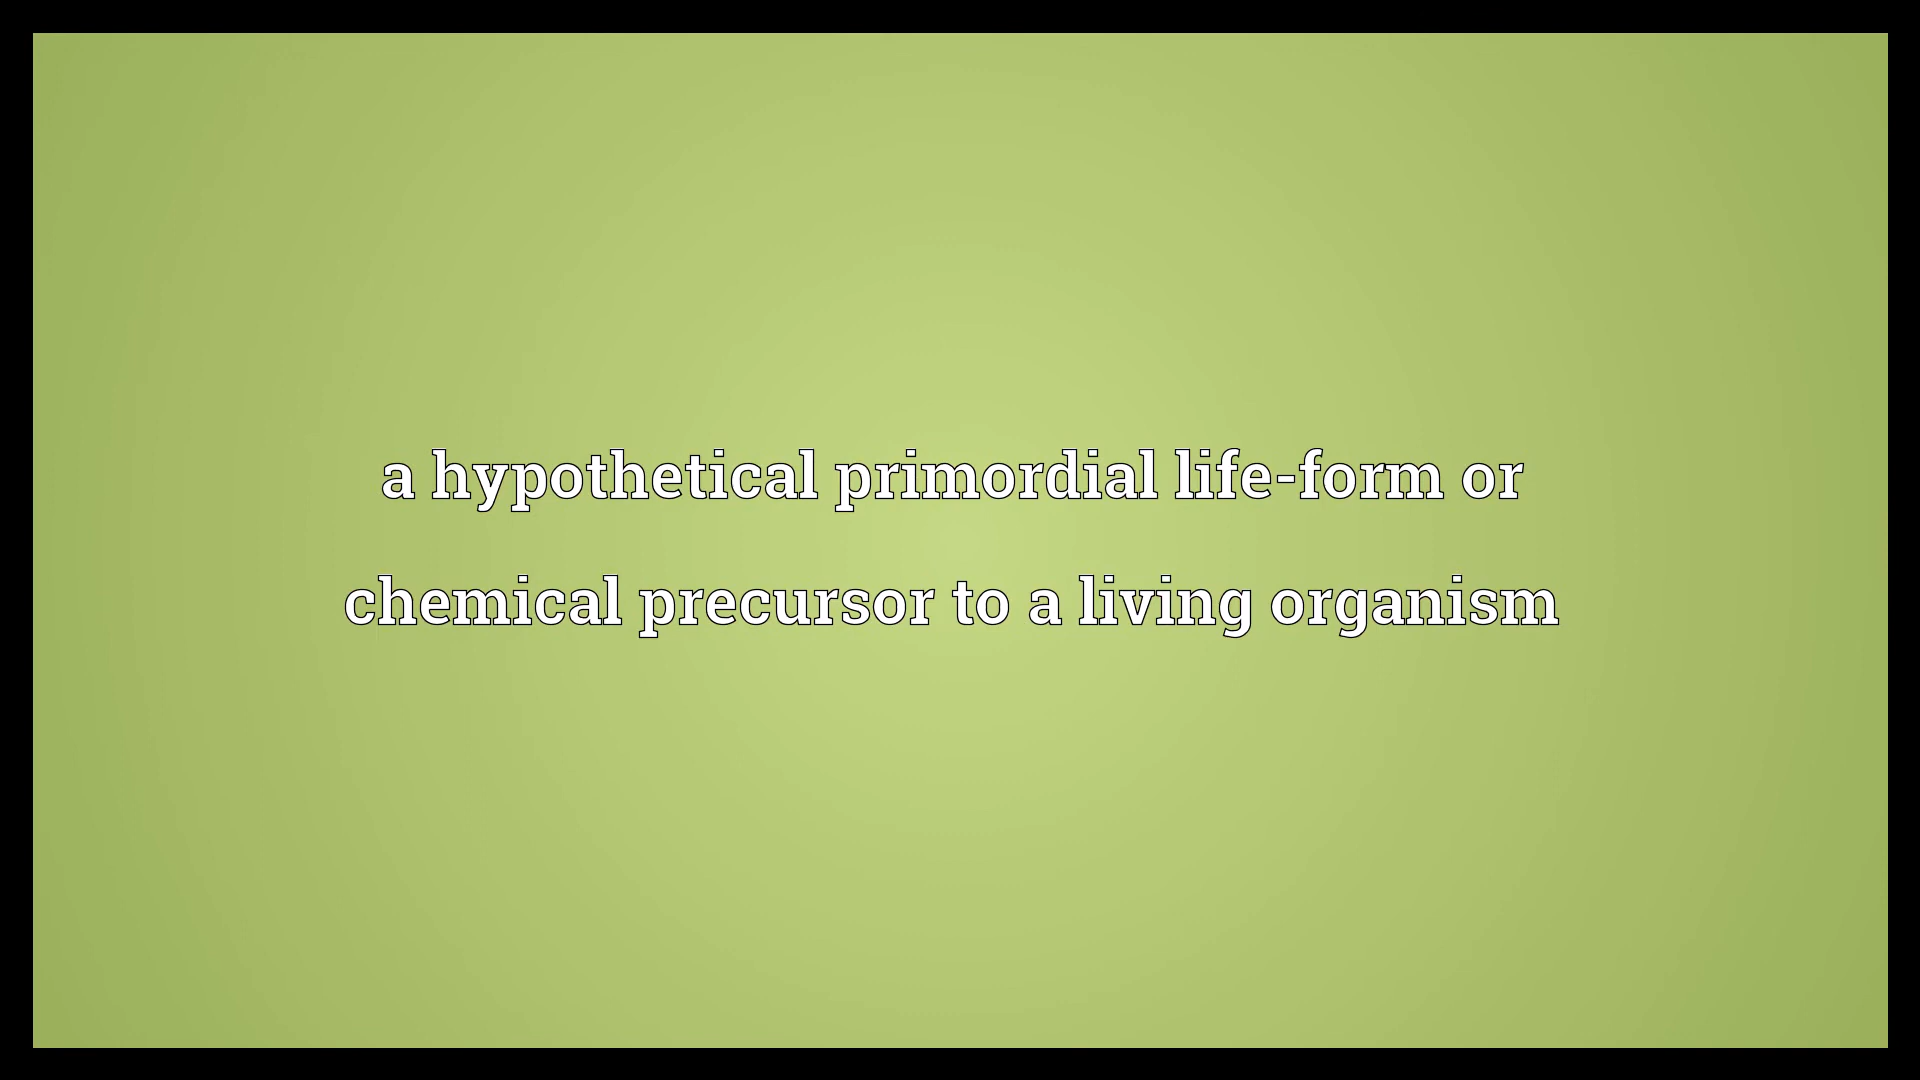 a hypothetical primordial life-form or
chemical precursor to a living organism